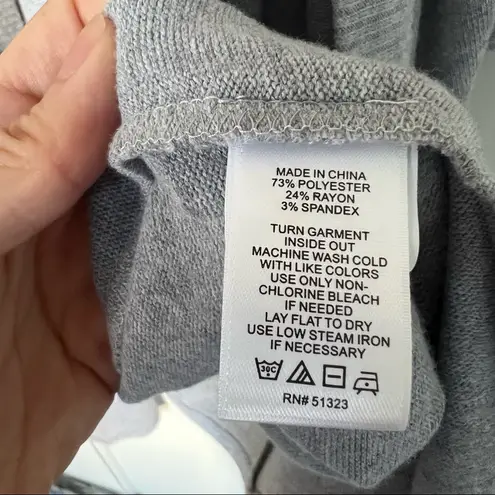 MADE IN CHINA
73% POLYESTER
24% RAYON
3% SPANDEX
TURN GARMENT
INSIDE OUT
MACHINE WASH COLD
WITH LIKE COLORS
USE ONLY NON-
CHLORINE BLEACH
IF NEEDED
LAY FLAT TO DRY
USE LOW STEAM IRON
IF NECESSARY
30C
RN# 51323